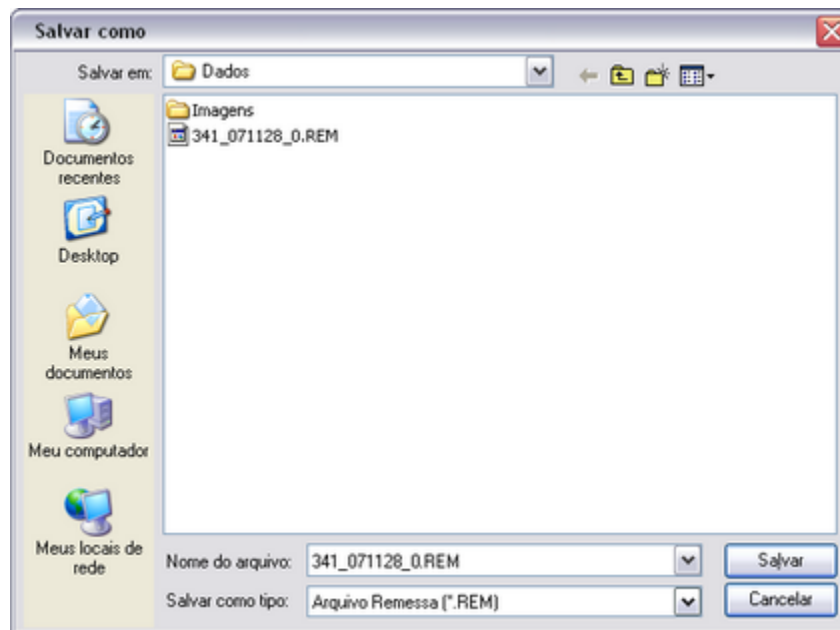 Salvar como
Salvar em:
Dados
Imagens
341_071128_0.REM
Documentos
recentes
Desktop
Meus
documentos
Meu computador
Meus locais de
rede
Nome do arquivo:
341_071128_0.REM
Salvar
Salvar como tipo:
Arquivo Remessa (*.REM)
Cancelar